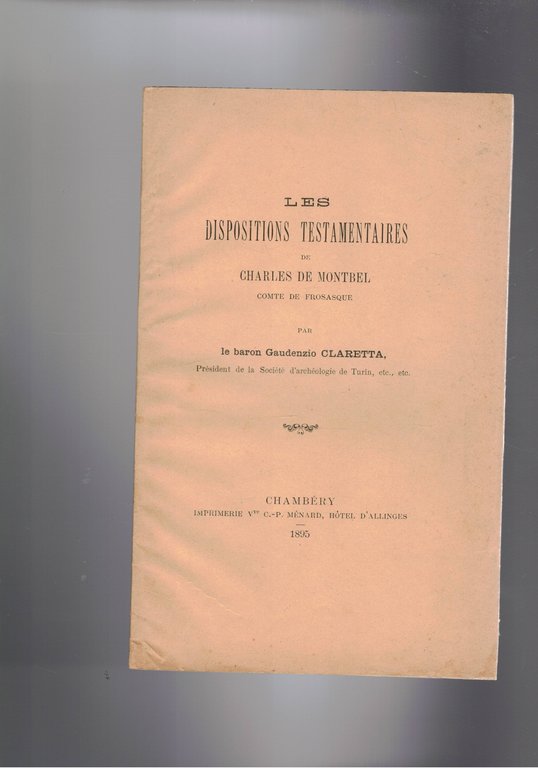 LES
DISPOSITIONS TESTAMENTAIRES
DE
CHARLES DE MONTBEL
COMTE DE FROSASQUE
PAR
le baron Gaudenzio CLARETTA,
Président de la Société d'archéologie de Turin, etc., etc.
CHAMBÉRY
IMPRIMERIE Vve C.-P. MÉNARD, HÔTEL D'ALLINGES
1895